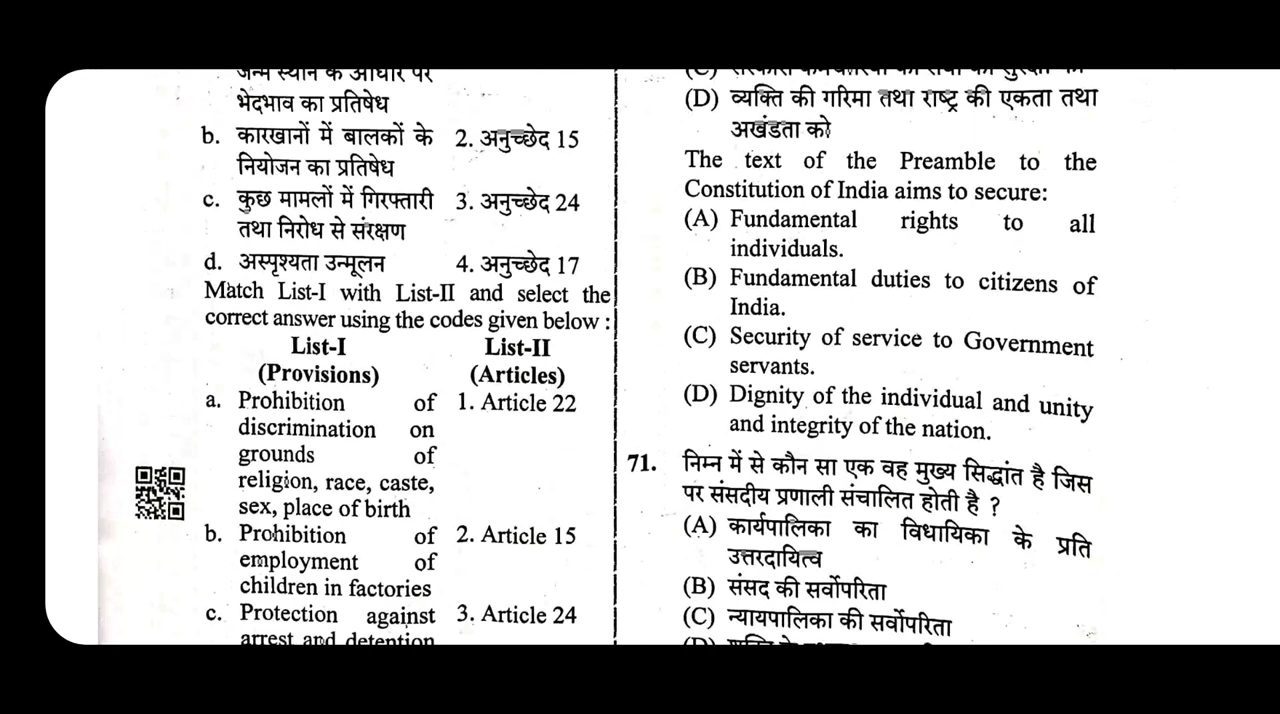 जन्म स्थान के आधार पर
भेदभाव का प्रतिषेध
b. कारखानों में बालकों के 2. अनुच्छेद 15
नियोजन का प्रतिषेध
c. कुछ मामलों में गिरफ्तारी 3. अनुच्छेद 24
तथा निरोध से संरक्षण
d. अस्पृश्यता उन्मूलन 4. अनुच्छेद 17
Match List-I with List-II and select the
correct answer using the codes given below :
List-I List-II
(Provisions) (Articles)
a. Prohibition of 1. Article 22
discrimination on
grounds of
religion, race, caste,
sex, place of birth
b. Prohibition of 2. Article 15
employment of
children in factories
c. Protection against 3. Article 24
arrest and detention
(D) व्यक्ति की गरिमा तथा राष्ट्र की एकता तथा
अखंडता को
The text of the Preamble to the
Constitution of India aims to secure:
(A) Fundamental rights to all
individuals.
(B) Fundamental duties to citizens of
India.
(C) Security of service to Government
servants.
(D) Dignity of the individual and unity
and integrity of the nation.
71. निम्न में से कौन सा एक वह मुख्य सिद्धांत है जिस
पर संसदीय प्रणाली संचालित होती है ?
(A) कार्यपालिका का विधायिका के प्रति
उत्तरदायित्व
(B) संसद की सर्वोपरिता
(C) न्यायपालिका की सर्वोपरिता